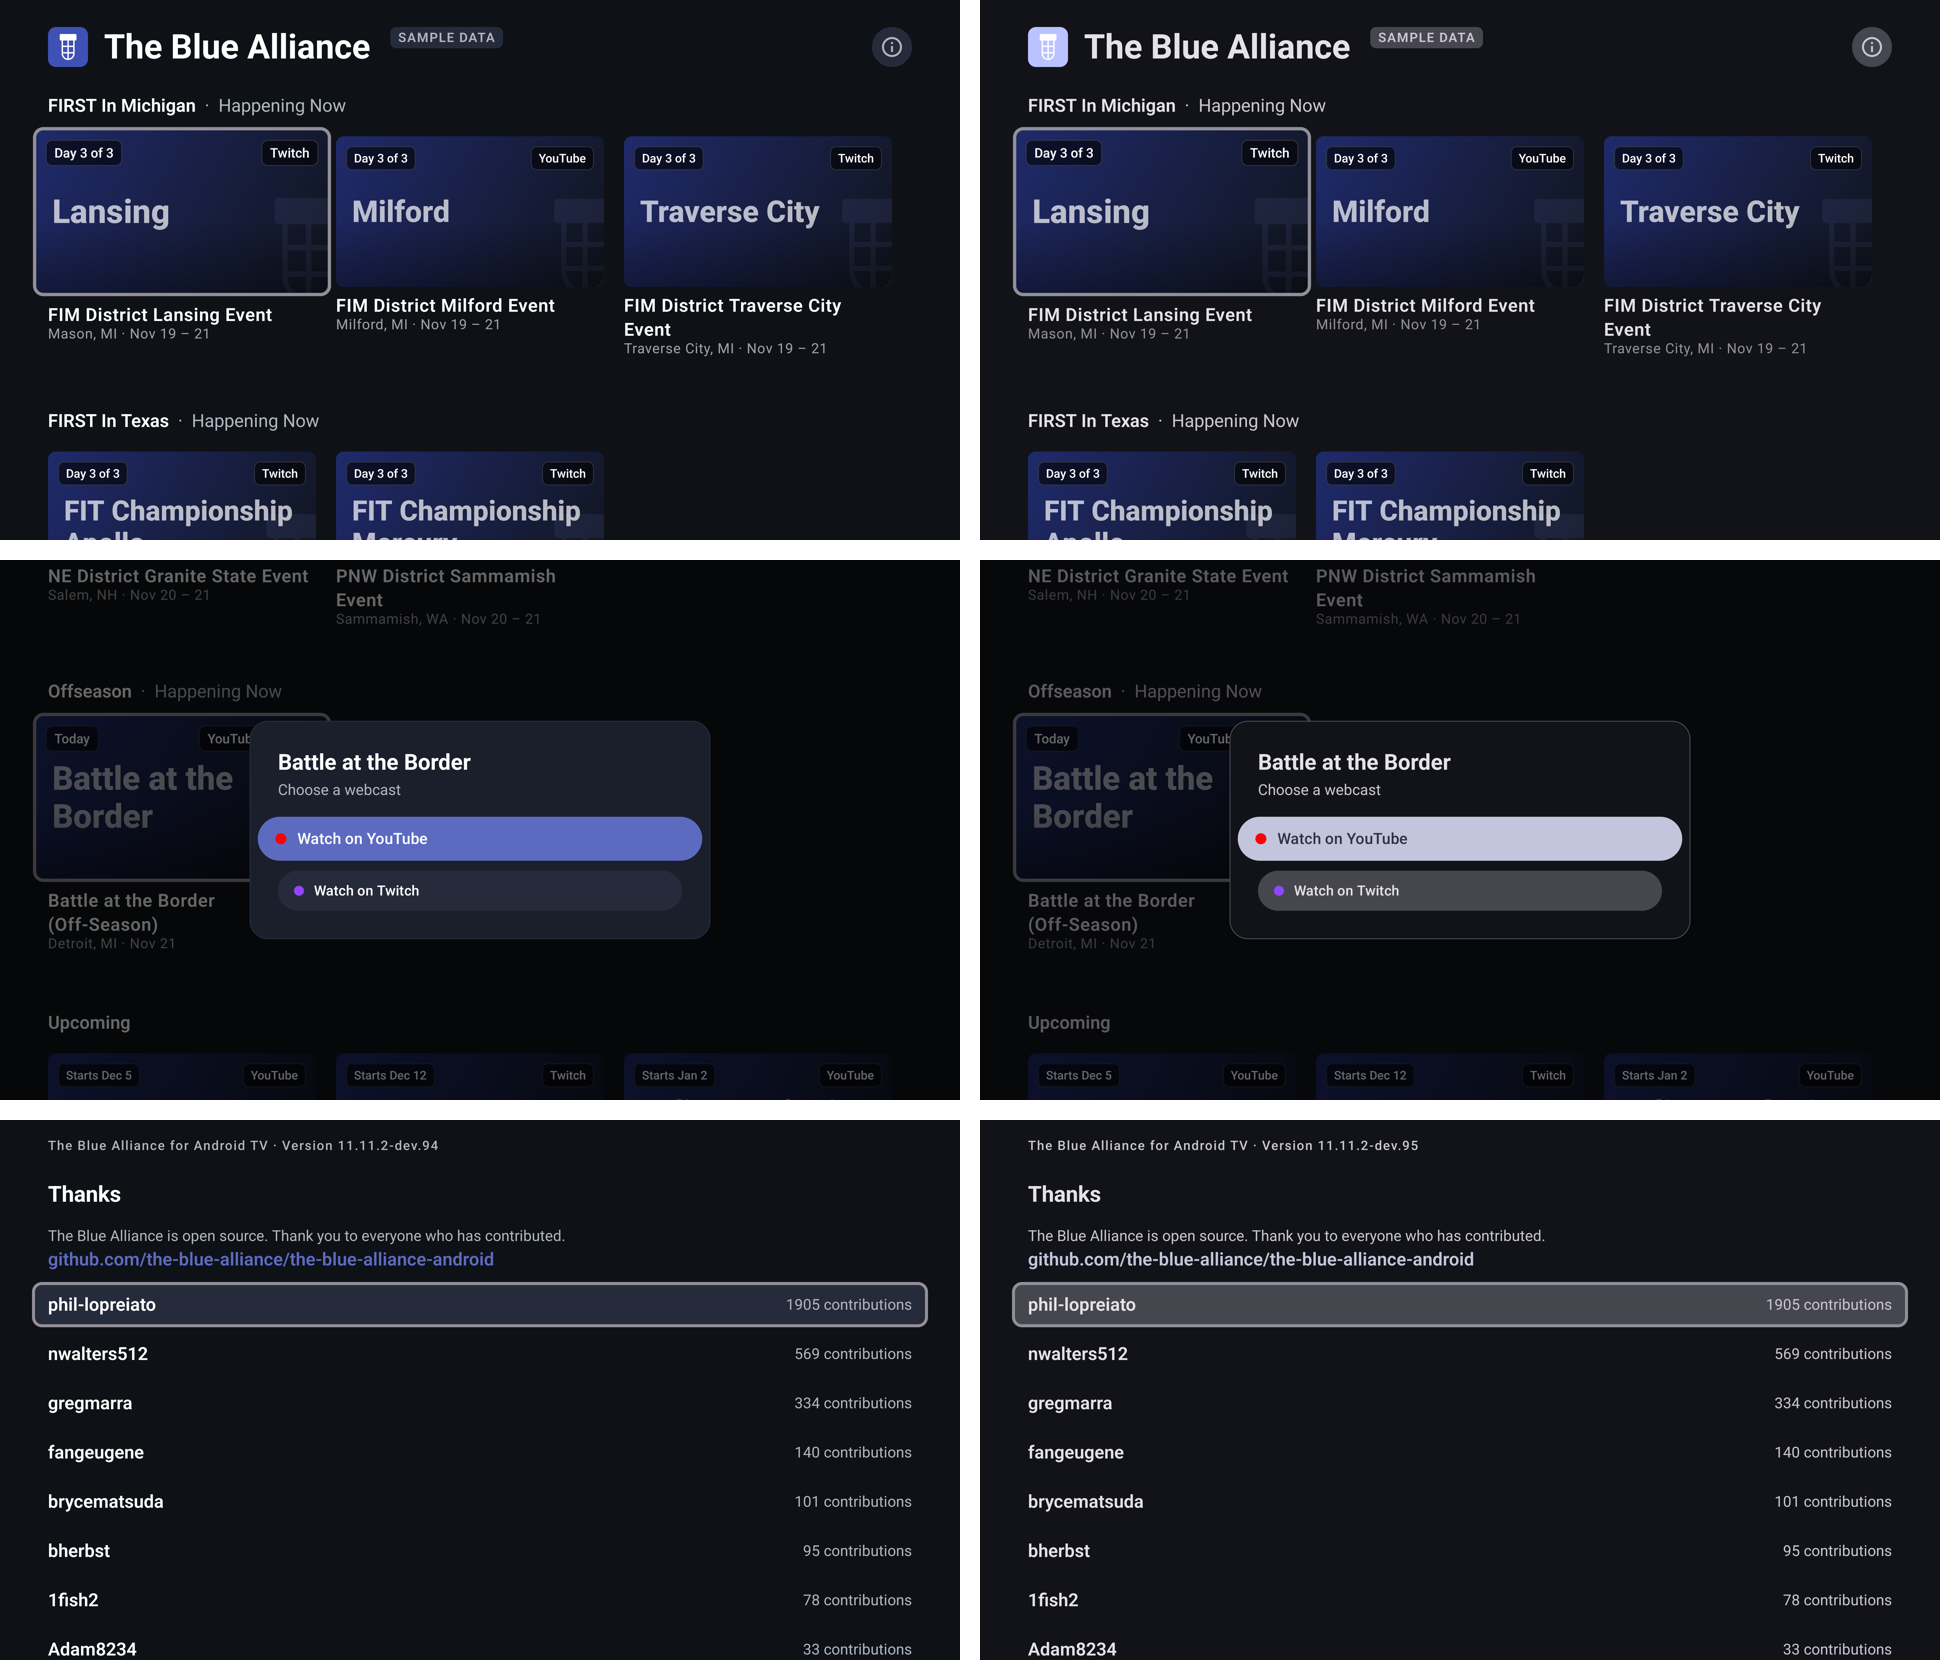 The Blue Alliance SAMPLE DATA
FIRST In Michigan · Happening Now
Day 3 of 3 Twitch
Lansing
FIM District Lansing Event
Mason, MI · Nov 19 – 21
Day 3 of 3 YouTube
Milford
FIM District Milford Event
Milford, MI · Nov 19 – 21
Day 3 of 3 Twitch
Traverse City
FIM District Traverse City
Event
Traverse City, MI · Nov 19 – 21
FIRST In Texas · Happening Now
Day 3 of 3 Twitch
FIT Championship
Apollo
Day 3 of 3 Twitch
FIT Championship
Mercury
The Blue Alliance SAMPLE DATA
FIRST In Michigan · Happening Now
Day 3 of 3 Twitch
Lansing
FIM District Lansing Event
Mason, MI · Nov 19 – 21
Day 3 of 3 YouTube
Milford
FIM District Milford Event
Milford, MI · Nov 19 – 21
Day 3 of 3 Twitch
Traverse City
FIM District Traverse City
Event
Traverse City, MI · Nov 19 – 21
FIRST In Texas · Happening Now
Day 3 of 3 Twitch
FIT Championship
Apollo
Day 3 of 3 Twitch
FIT Championship
Mercury
NE District Granite State Event
Salem, NH · Nov 20 – 21
PNW District Sammamish
Event
Sammamish, WA · Nov 20 – 21
Offseason · Happening Now
Today YouTub
Battle at the
Border
Battle at the Border
(Off-Season)
Detroit, MI · Nov 21
Battle at the Border
Choose a webcast
Watch on YouTube
Watch on Twitch
Upcoming
Starts Dec 5 YouTube
Starts Dec 12 Twitch
Starts Jan 2 YouTube
NE District Granite State Event
Salem, NH · Nov 20 – 21
PNW District Sammamish
Event
Sammamish, WA · Nov 20 – 21
Offseason · Happening Now
Today YouTub
Battle at the
Border
Battle at the Border
(Off-Season)
Detroit, MI · Nov 21
Battle at the Border
Choose a webcast
Watch on YouTube
Watch on Twitch
Upcoming
Starts Dec 5 YouTube
Starts Dec 12 Twitch
Starts Jan 2 YouTube
The Blue Alliance for Android TV · Version 11.11.2-dev.94
Thanks
The Blue Alliance is open source. Thank you to everyone who has contributed.
github.com/the-blue-alliance/the-blue-alliance-android
phil-lopreiato 1905 contributions
nwalters512 569 contributions
gregmarra 334 contributions
fangeugene 140 contributions
brycematsuda 101 contributions
bherbst 95 contributions
1fish2 78 contributions
Adam8234 33 contributions
The Blue Alliance for Android TV · Version 11.11.2-dev.95
Thanks
The Blue Alliance is open source. Thank you to everyone who has contributed.
github.com/the-blue-alliance/the-blue-alliance-android
phil-lopreiato 1905 contributions
nwalters512 569 contributions
gregmarra 334 contributions
fangeugene 140 contributions
brycematsuda 101 contributions
bherbst 95 contributions
1fish2 78 contributions
Adam8234 33 contributions